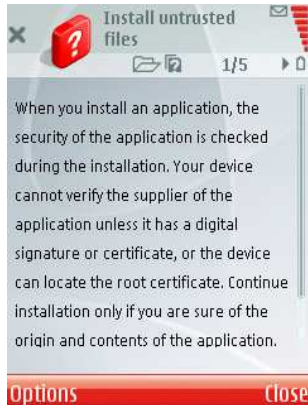 Install untrusted
files
1/5
When you install an application, the
security of the application is checked
during the installation. Your device
cannot verify the supplier of the
application unless it has a digital
signature or certificate, or the device
can locate the root certificate. Continue
installation only if you are sure of the
origin and contents of the application.
Options Close